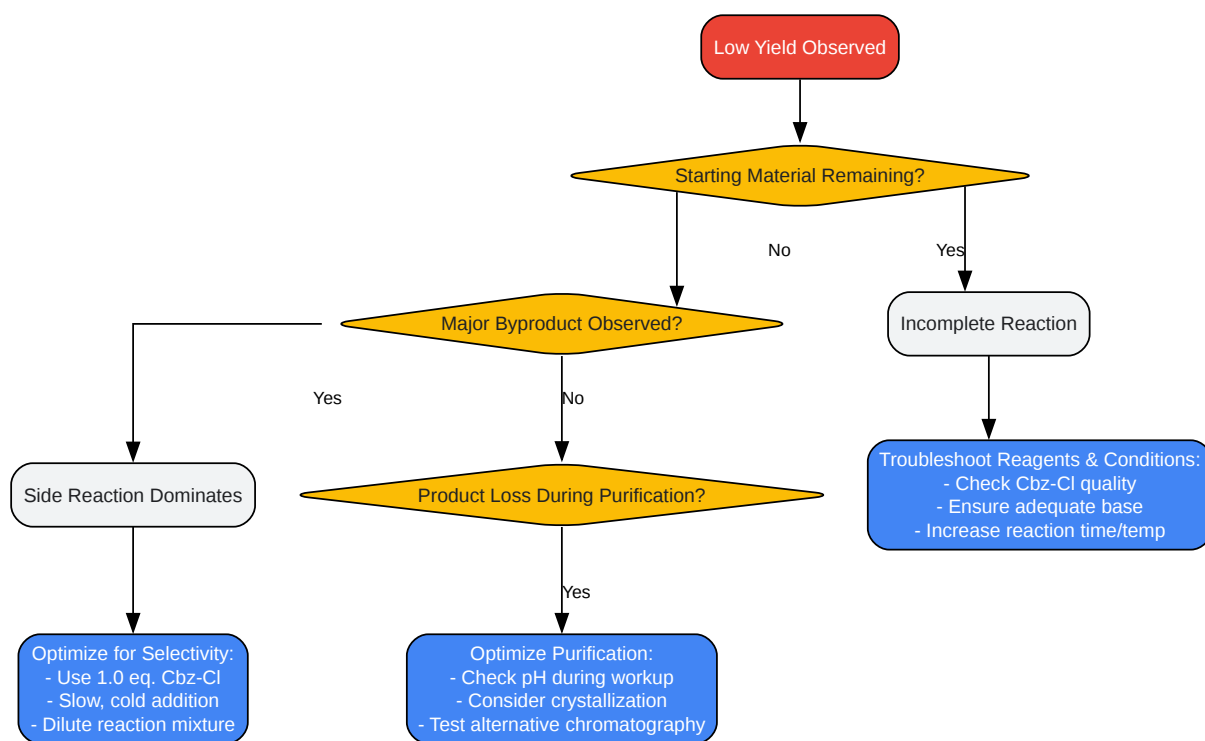 Low Yield Observed
Starting Material Remaining?
No
Yes
Major Byproduct Observed?
Incomplete Reaction
Yes
No
Troubleshoot Reagents & Conditions:
- Check Cbz-Cl quality
- Ensure adequate base
- Increase reaction time/temp
Side Reaction Dominates
Product Loss During Purification?
Yes
Optimize for Selectivity:
- Use 1.0 eq. Cbz-Cl
- Slow, cold addition
- Dilute reaction mixture
Optimize Purification:
- Check pH during workup
- Consider crystallization
- Test alternative chromatography